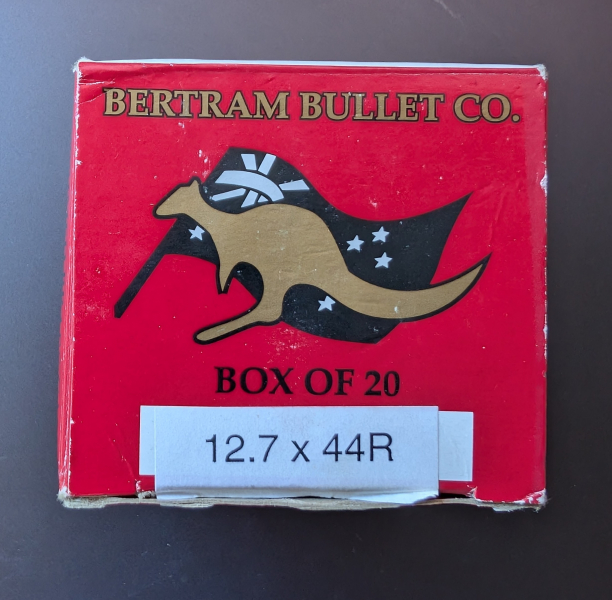 BERTRAM BULLET CO.
BOX OF 20
12.7 x 44R